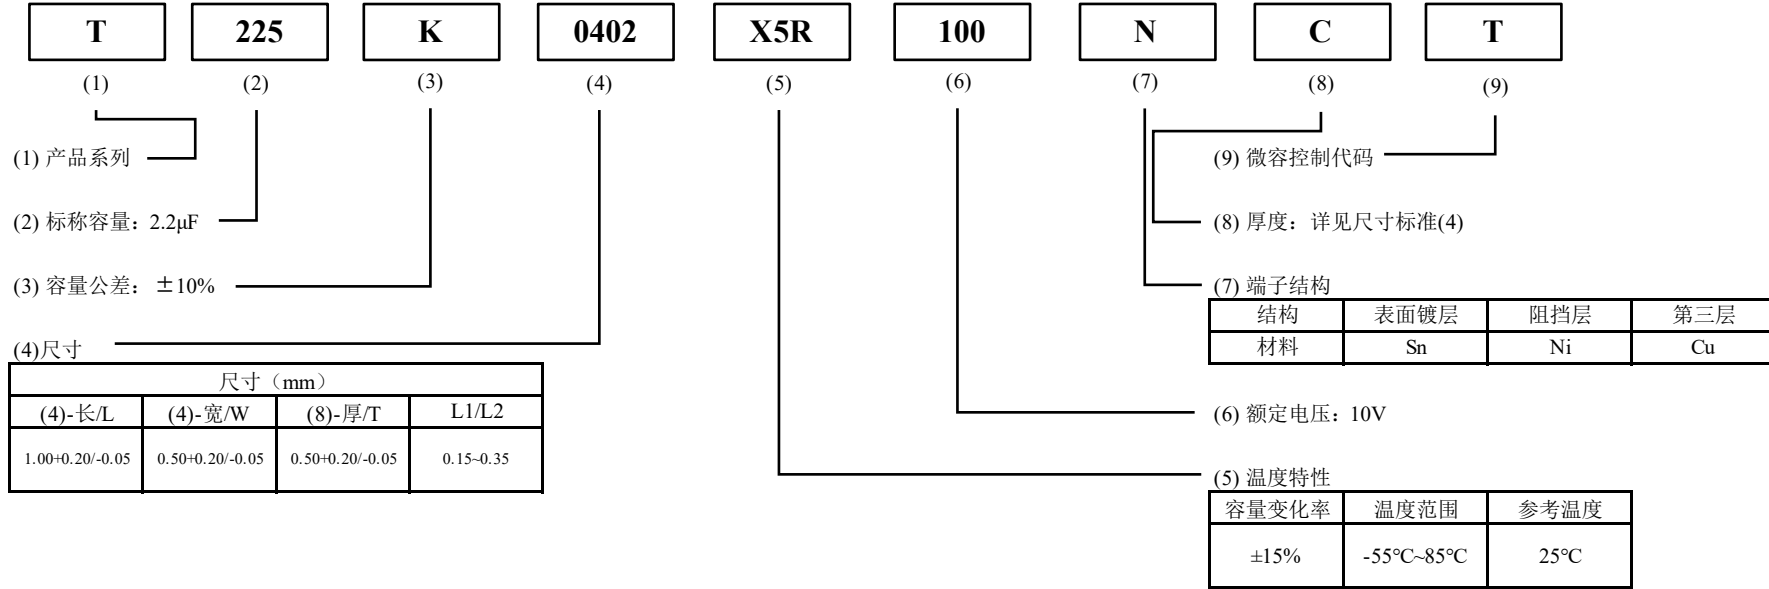 T 225 K 0402 X5R 100 N C T
(1) (2) (3) (4) (5) (6) (7) (8) (9)
(1) 产品系列
(2) 标称容量：2.2μF
(3) 容量公差：±10%
(4)尺寸
尺寸（mm）
(4)-长/L (4)-宽/W (8)-厚/T L1/L2
1.00+0.20/-0.05 0.50+0.20/-0.05 0.50+0.20/-0.05 0.15~0.35
(9) 微容控制代码
(8) 厚度：详见尺寸标准(4)
(7) 端子结构
结构 表面镀层 阻挡层 第三层
材料 Sn Ni Cu
(6) 额定电压：10V
(5) 温度特性
容量变化率 温度范围 参考温度
±15% -55℃~85℃ 25℃